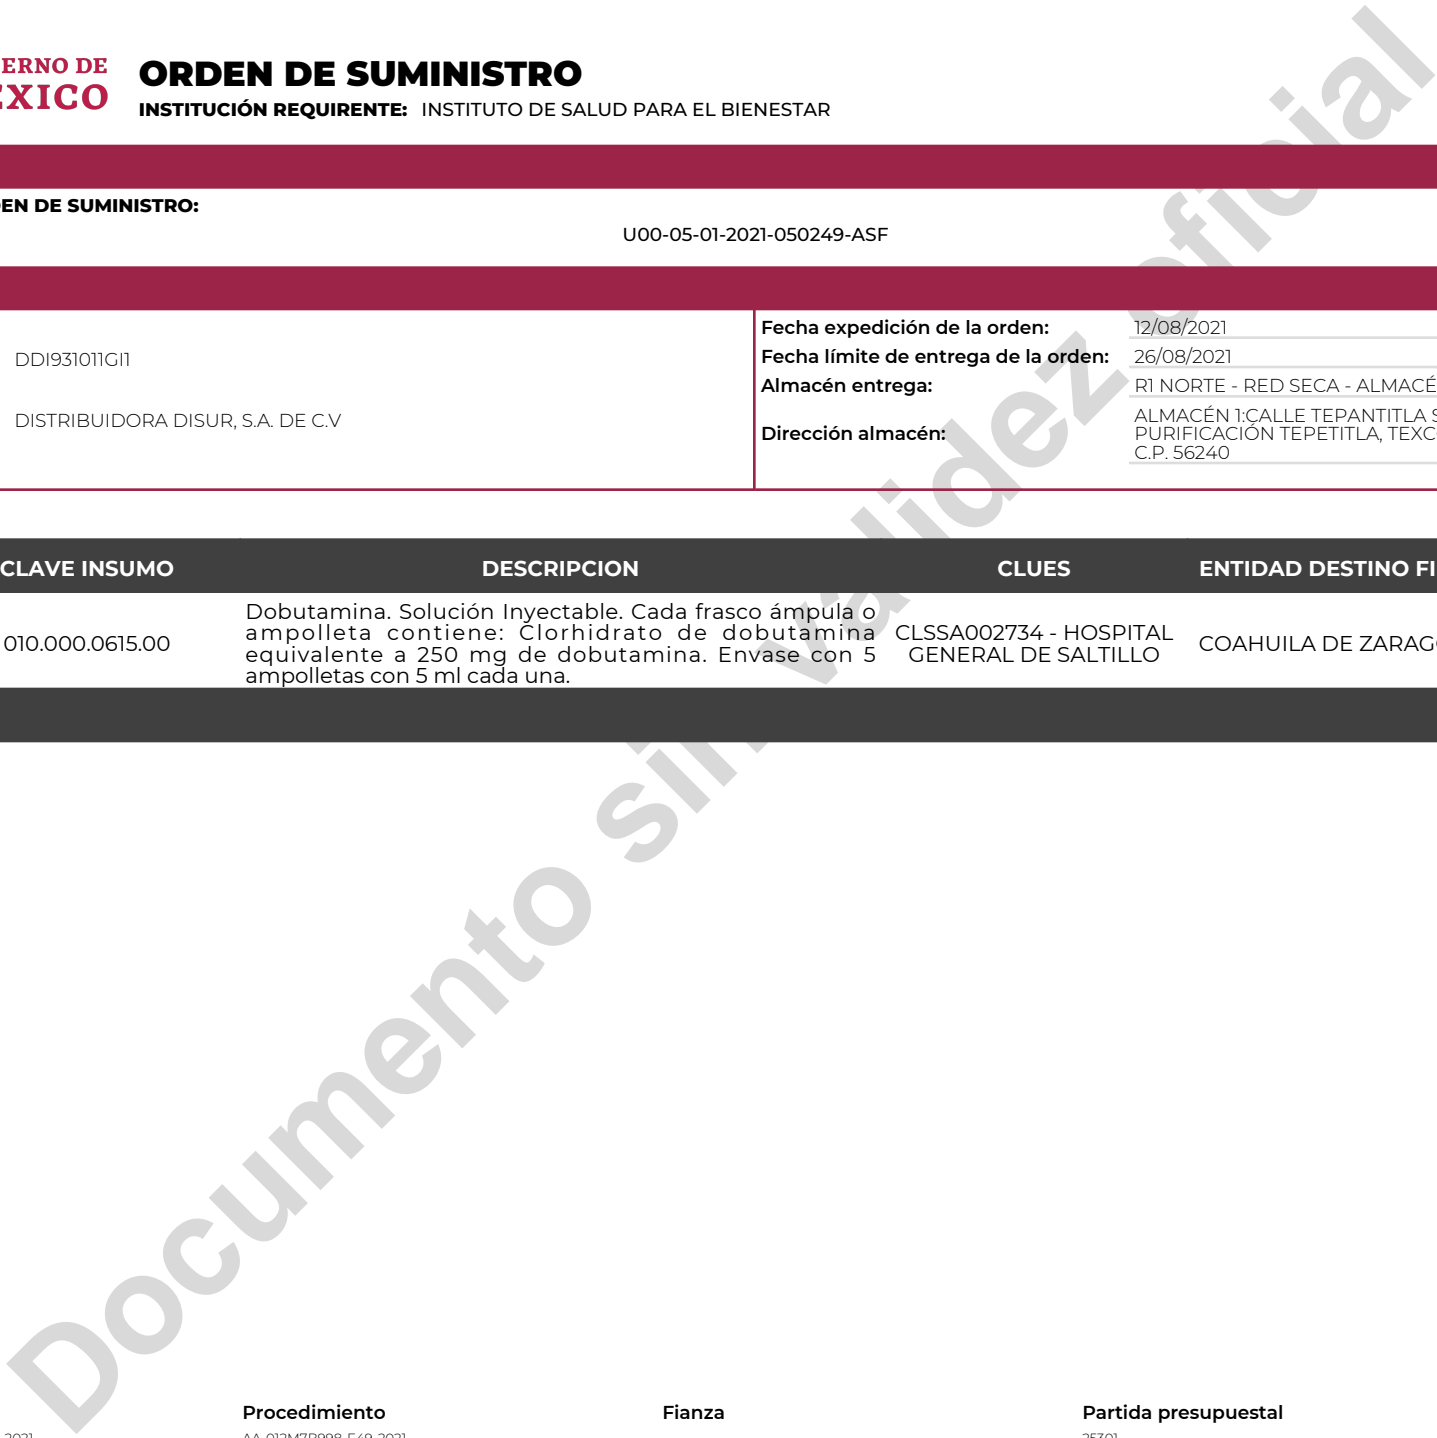 ERNO DE
EXICO
ORDEN DE SUMINISTRO
INSTITUCIÓN REQUIRENTE: INSTITUTO DE SALUD PARA EL BIENESTAR
EN DE SUMINISTRO:
U00-05-01-2021-050249-ASF
DDI931011GI1
DISTRIBUIDORA DISUR, S.A. DE C.V
Fecha expedición de la orden: 12/08/2021
Fecha límite de entrega de la orden: 26/08/2021
Almacén entrega: R1 NORTE - RED SECA - ALMACÉ
Dirección almacén:
ALMACÉN 1:CALLE TEPANTITLA S
PURIFICACIÓN TEPETITLA, TEXC
C.P. 56240
CLAVE INSUMO DESCRIPCION CLUES ENTIDAD DESTINO FI
010.000.0615.00
Dobutamina. Solución Inyectable. Cada frasco ámpula o
ampolleta contiene: Clorhidrato de dobutamina
equivalente a 250 mg de dobutamina. Envase con 5
ampolletas con 5 ml cada una.
CLSSA002734 - HOSPITAL
GENERAL DE SALTILLO
COAHUILA DE ZARAG
Documento sin validez oficial
Procedimiento Fianza Partida presupuestal